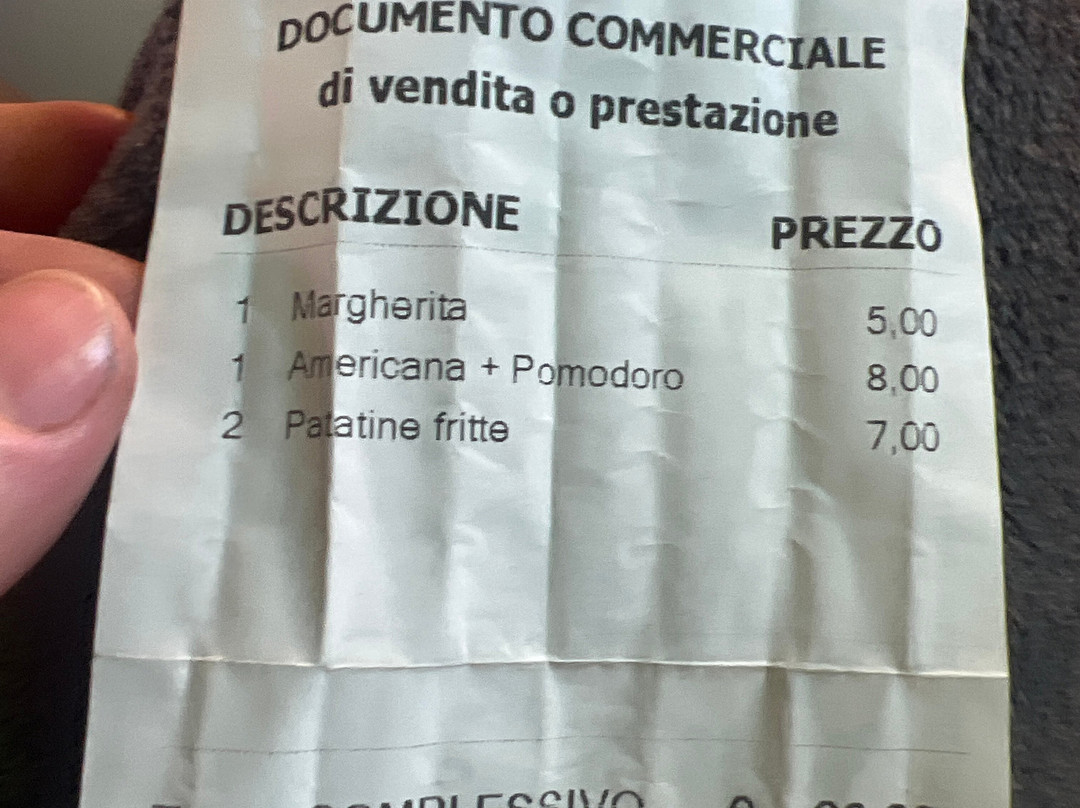 DOCUMENTO COMMERCIALE
di vendita o prestazione
DESCRIZIONE PREZZO
1 Margherita 5,00
1 Americana + Pomodoro 8,00
2 Patatine fritte 7,00
COMPLESSIVO